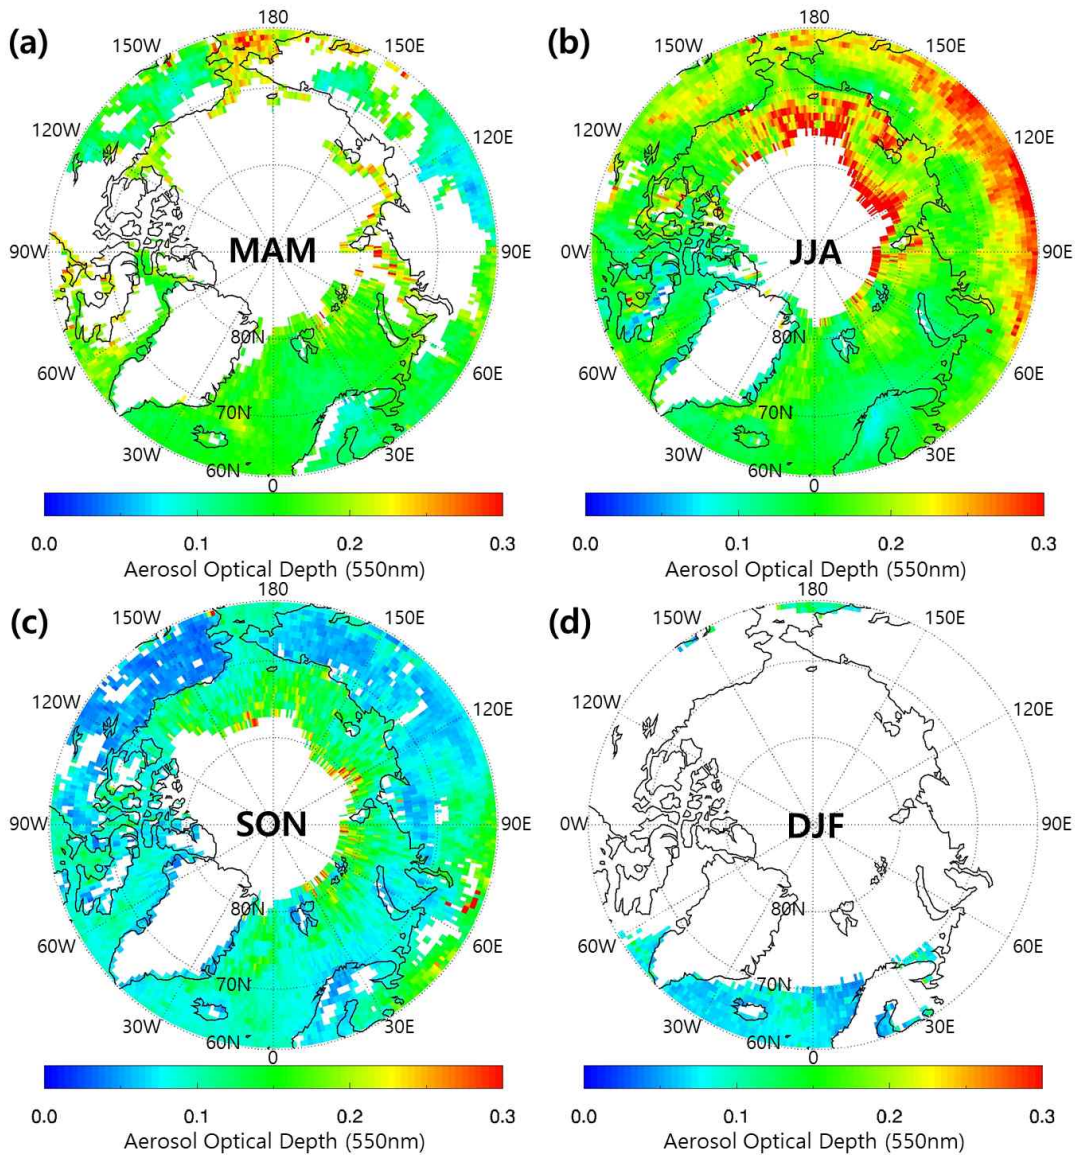 (a)
180
150W
150E
120W
120E
90W
MAM
90E
80N
60W
60E
70N
30W
60N
30E
0
0.0 0.1 0.2 0.3
Aerosol Optical Depth (550nm)
(b)
180
150W
150E
120W
120E
0W
JJA
90E
80N
60W
60E
70N
30W
60N
30E
0
0.0 0.1 0.2 0.3
Aerosol Optical Depth (550nm)
(c)
180
150W
150E
120W
120E
90W
SON
90E
80N
60W
60E
70N
30W
60N
30E
0
0.0 0.1 0.2 0.3
Aerosol Optical Depth (550nm)
(d)
180
150W
150E
120W
120E
0W
DJF
90E
80N
60W
60E
70N
30W
60N
30E
0
0.0 0.1 0.2 0.3
Aerosol Optical Depth (550nm)